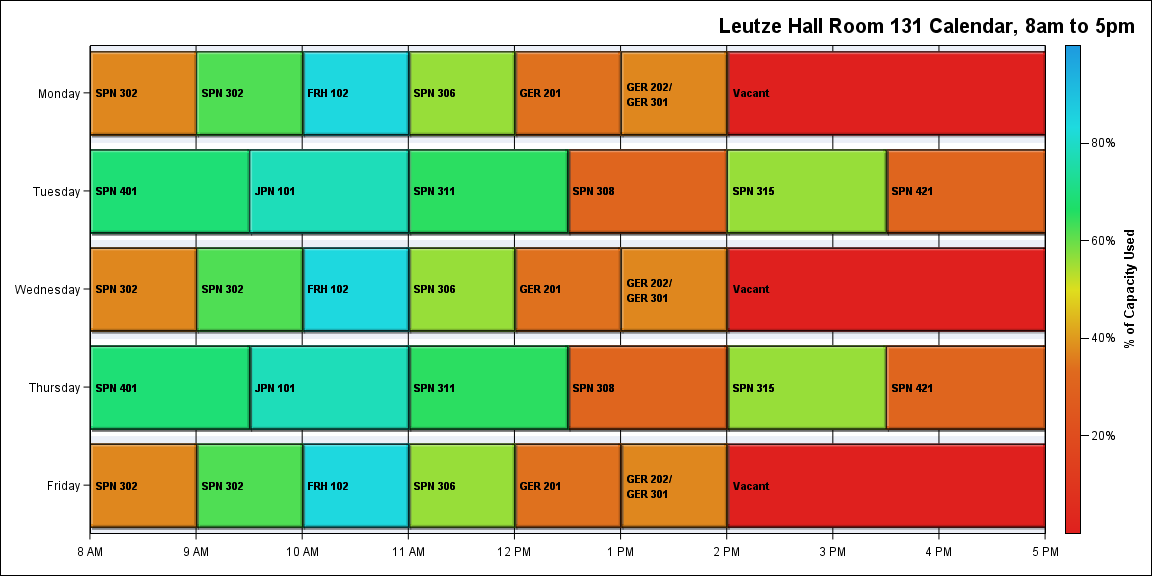 Leutze Hall Room 131 Calendar, 8am to 5pm
Monday
SPN 302
SPN 302
FRH 102
SPN 306
GER 201
GER 202/
GER 301
Vacant
Tuesday
SPN 401
JPN 101
SPN 311
SPN 308
SPN 315
SPN 421
Wednesday
SPN 302
SPN 302
FRH 102
SPN 306
GER 201
GER 202/
GER 301
Vacant
Thursday
SPN 401
JPN 101
SPN 311
SPN 308
SPN 315
SPN 421
Friday
SPN 302
SPN 302
FRH 102
SPN 306
GER 201
GER 202/
GER 301
Vacant
8 AM
9 AM
10 AM
11 AM
12 PM
1 PM
2 PM
3 PM
4 PM
5 PM
80%
60%
40%
20%
% of Capacity Used